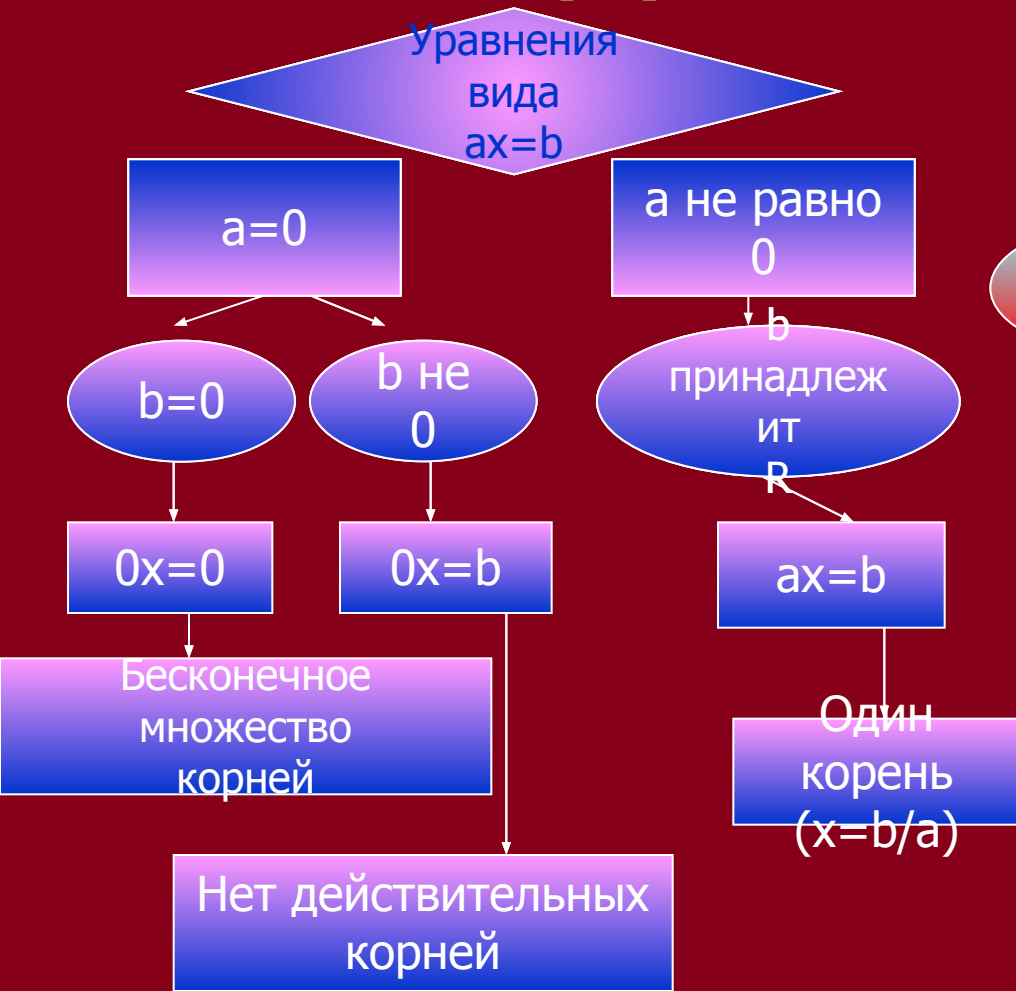 Уравнения
вида
ax=b
a=0
а не равно
0
b=0
b не
0
b
принадлеж
ит
R
0x=0
0x=b
ax=b
Бесконечное
множество
корней
Один
корень
(x=b/a)
Нет действительных
корней